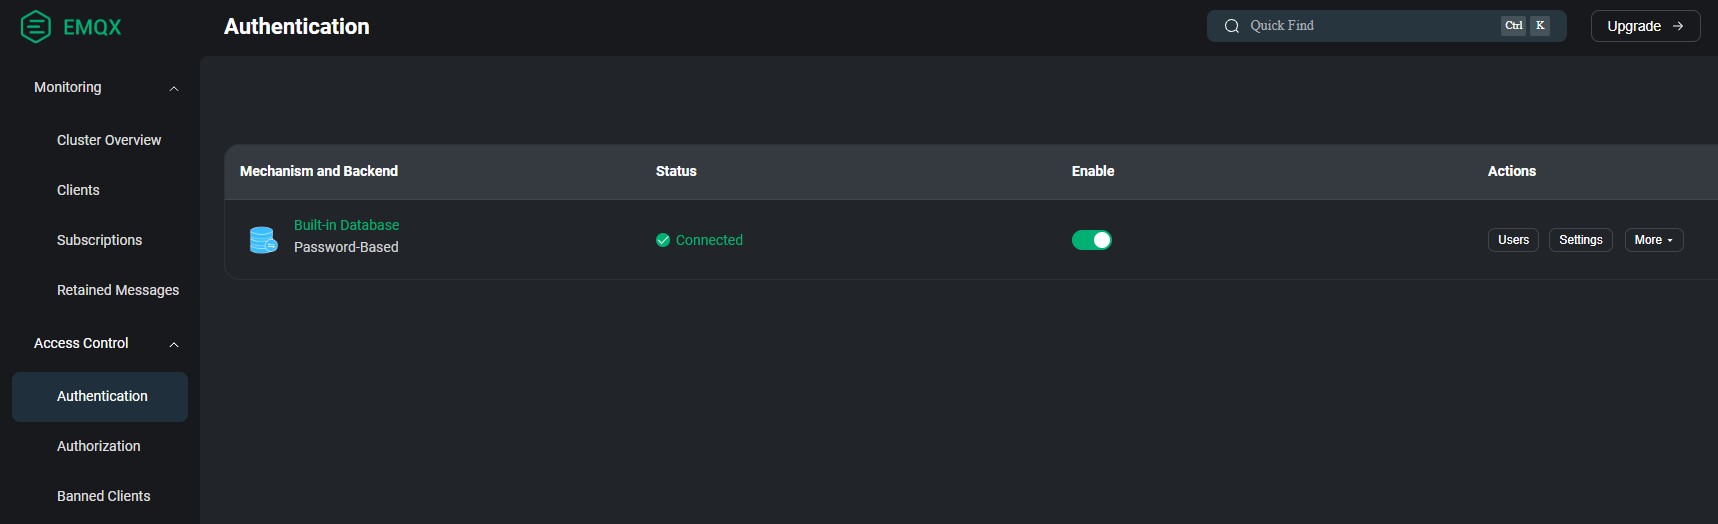 EMQX
Authentication
Quick Find
Ctrl K
Upgrade
Monitoring
Cluster Overview
Clients
Subscriptions
Retained Messages
Access Control
Authentication
Authorization
Banned Clients
Mechanism and Backend Status Enable Actions
Built-in Database
Password-Based
Connected
Users Settings More